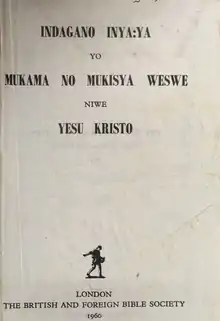 INDAGANO INYA:YA
YO
MUKAMA NO MUKISYA WESWE
NIWE
YESU KRISTO
LONDON
THE BRITISH AND FOREIGN BIBLE SOCIETY
1960